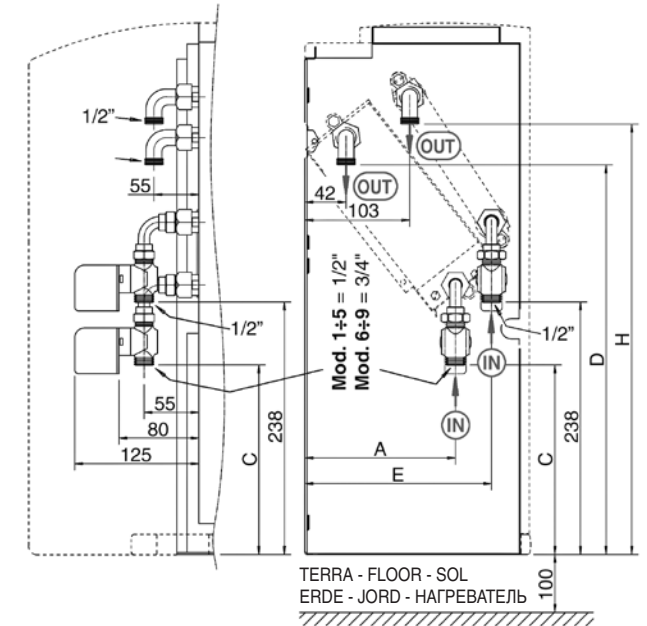 1/2"
OUT
55
42
OUT
103
Mod. 1÷5 = 1/2"
Mod. 6÷9 = 3/4"
1/2"
1/2"
IN
D
H
55
238
IN
238
80
A
C
C
125
E
TERRA - FLOOR - SOL
ERDE - JORD - НАГРЕВАТЕЛЬ
100